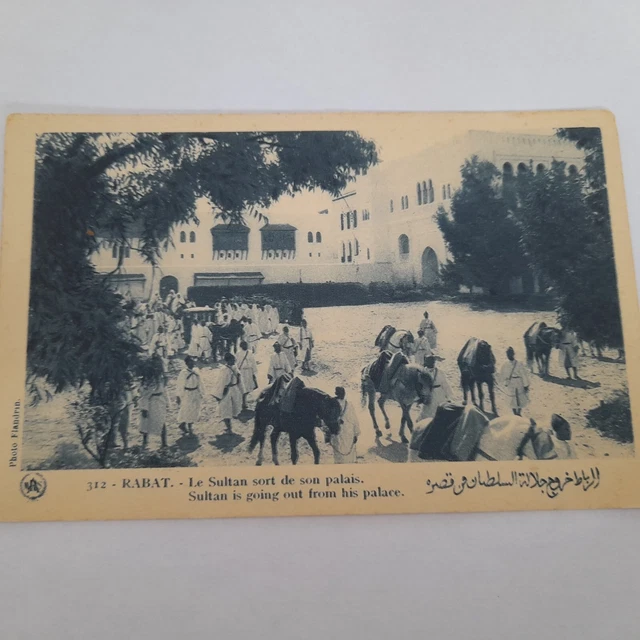 Photo Flandrin.
312 - RABAT. - Le Sultan sort de son palais.
Sultan is going out from his palace.
الرباط خروج جلالة السلطان من قصره